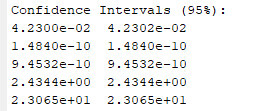 Confidence Intervals (95%):
4.2300e-02 4.2302e-02
1.4840e-10 1.4840e-10
9.4532e-10 9.4532e-10
2.4344e+00 2.4344e+00
2.3065e+01 2.3065e+01